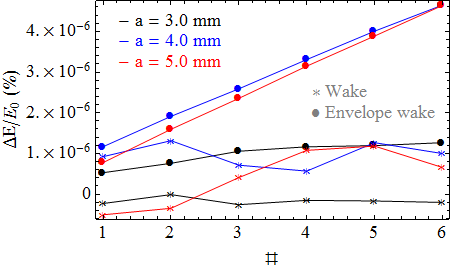 4.×10⁻⁶
3.×10⁻⁶
2.×10⁻⁶
1.×10⁻⁶
0
ΔE/E₀ (%)
– a = 3.0 mm
– a = 4.0 mm
– a = 5.0 mm
* Wake
● Envelope wake
1 2 3 4 5 6
#